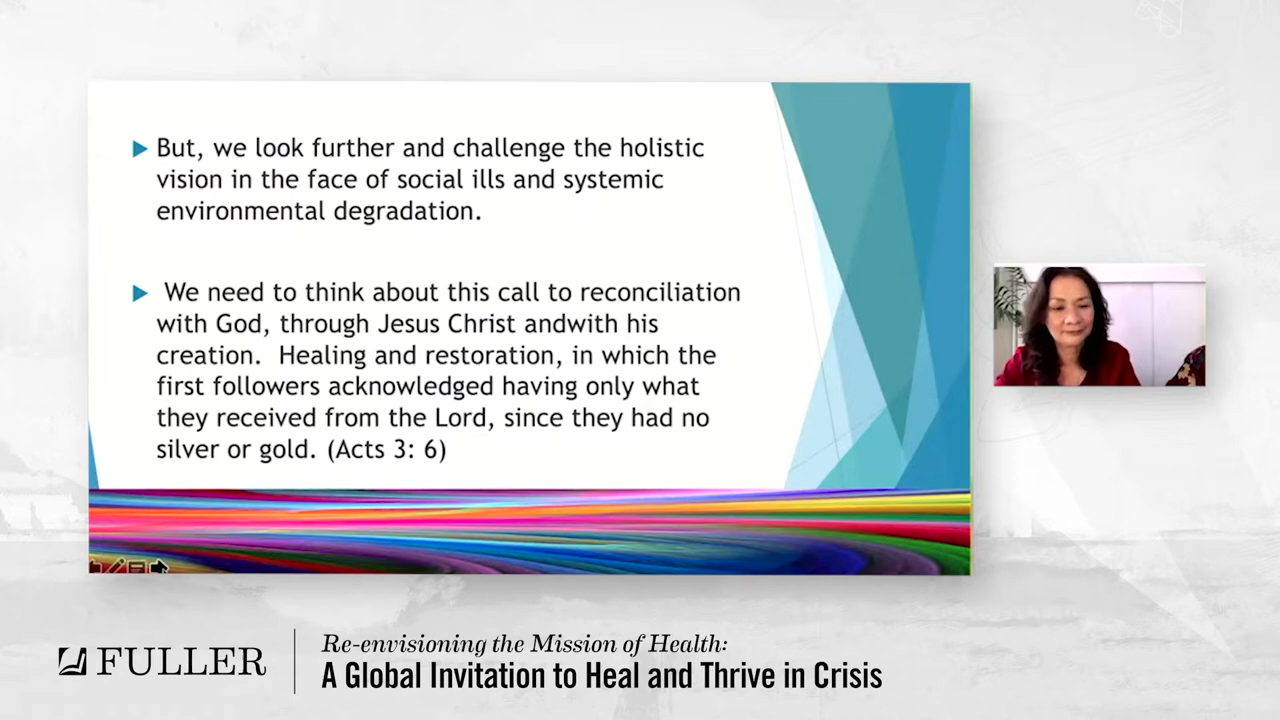 But, we look further and challenge the holistic
vision in the face of social ills and systemic
environmental degradation.
We need to think about this call to reconciliation
with God, through Jesus Christ andwith his
creation. Healing and restoration, in which the
first followers acknowledged having only what
they received from the Lord, since they had no
silver or gold. (Acts 3: 6)
FULLER
Re-envisioning the Mission of Health:
A Global Invitation to Heal and Thrive in Crisis